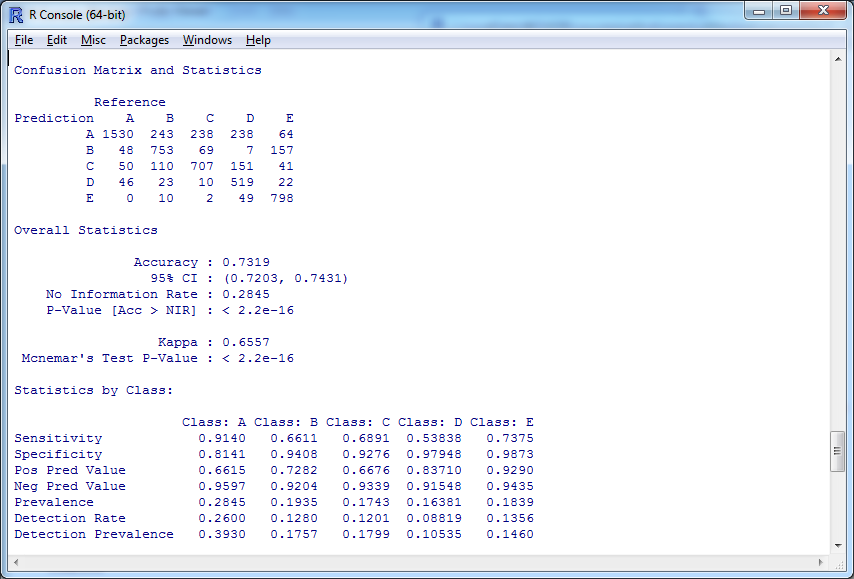 R Console (64-bit)
File Edit Misc Packages Windows Help
Confusion Matrix and Statistics
Reference
Prediction A B C D E
A 1530 243 238 238 64
B 48 753 69 7 157
C 50 110 707 151 41
D 46 23 10 519 22
E 0 10 2 49 798
Overall Statistics
Accuracy : 0.7319
95% CI : (0.7203, 0.7431)
No Information Rate : 0.2845
P-Value [Acc > NIR] : < 2.2e-16
Kappa : 0.6557
Mcnemar's Test P-Value : < 2.2e-16
Statistics by Class:
Class: A Class: B Class: C Class: D Class: E
Sensitivity 0.9140 0.6611 0.6891 0.53838 0.7375
Specificity 0.8141 0.9408 0.9276 0.97948 0.9873
Pos Pred Value 0.6615 0.7282 0.6676 0.83710 0.9290
Neg Pred Value 0.9597 0.9204 0.9339 0.91548 0.9435
Prevalence 0.2845 0.1935 0.1743 0.16381 0.1839
Detection Rate 0.2600 0.1280 0.1201 0.08819 0.1356
Detection Prevalence 0.3930 0.1757 0.1799 0.10535 0.1460